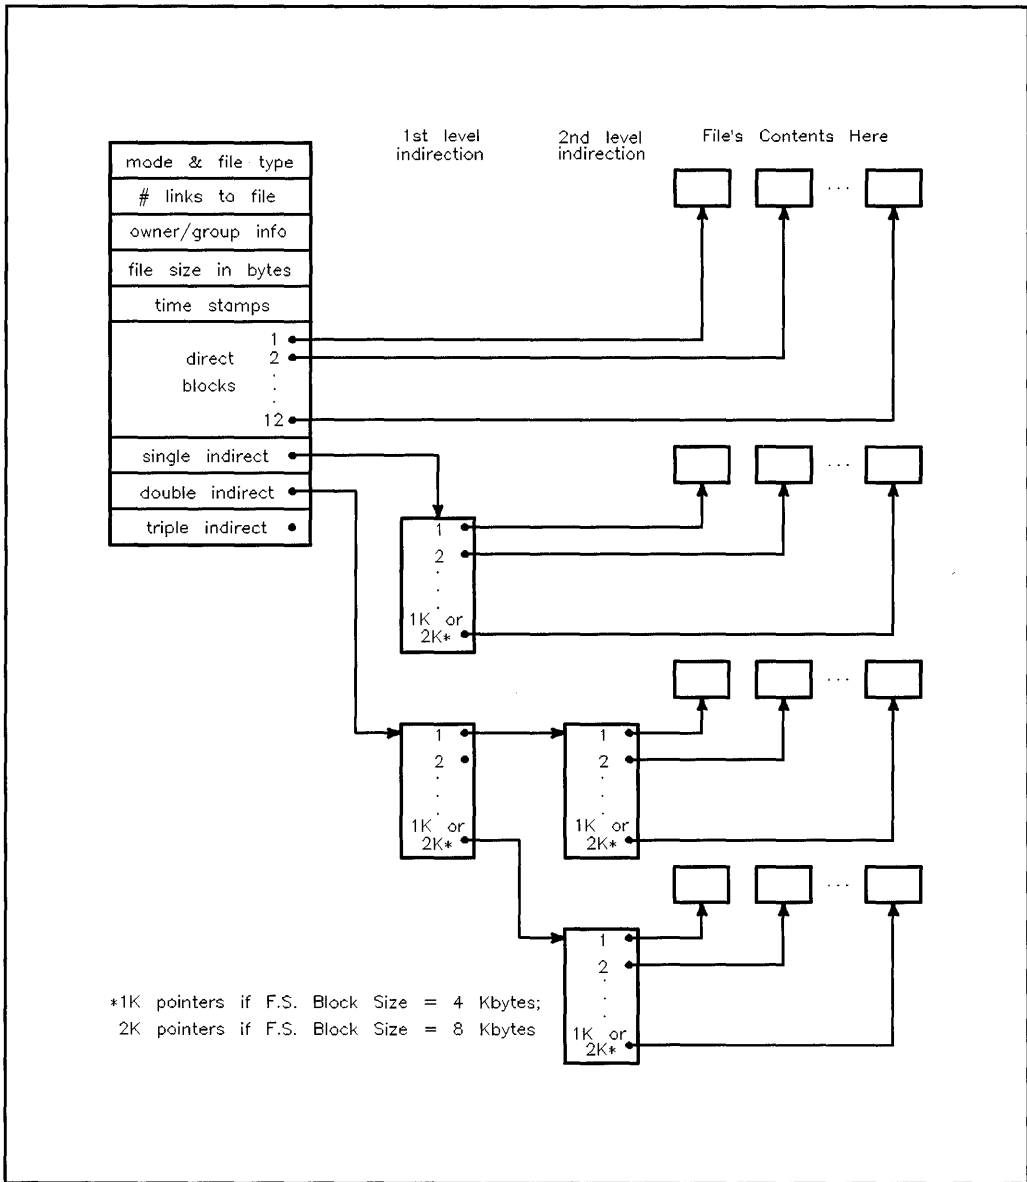 1st level
indirection
2nd level
indirection
File's Contents Here
mode & file type
# links to file
owner/group info
file size in bytes
time stamps
1
direct 2
blocks
12
single indirect
double indirect
triple indirect
...
...
...
...
1
2
1K or
2K*
1
2
1K or
2K*
1
2
1K or
2K*
1
2
1K or
2K*
*1K pointers if F.S. Block Size = 4 Kbytes;
2K pointers if F.S. Block Size = 8 Kbytes